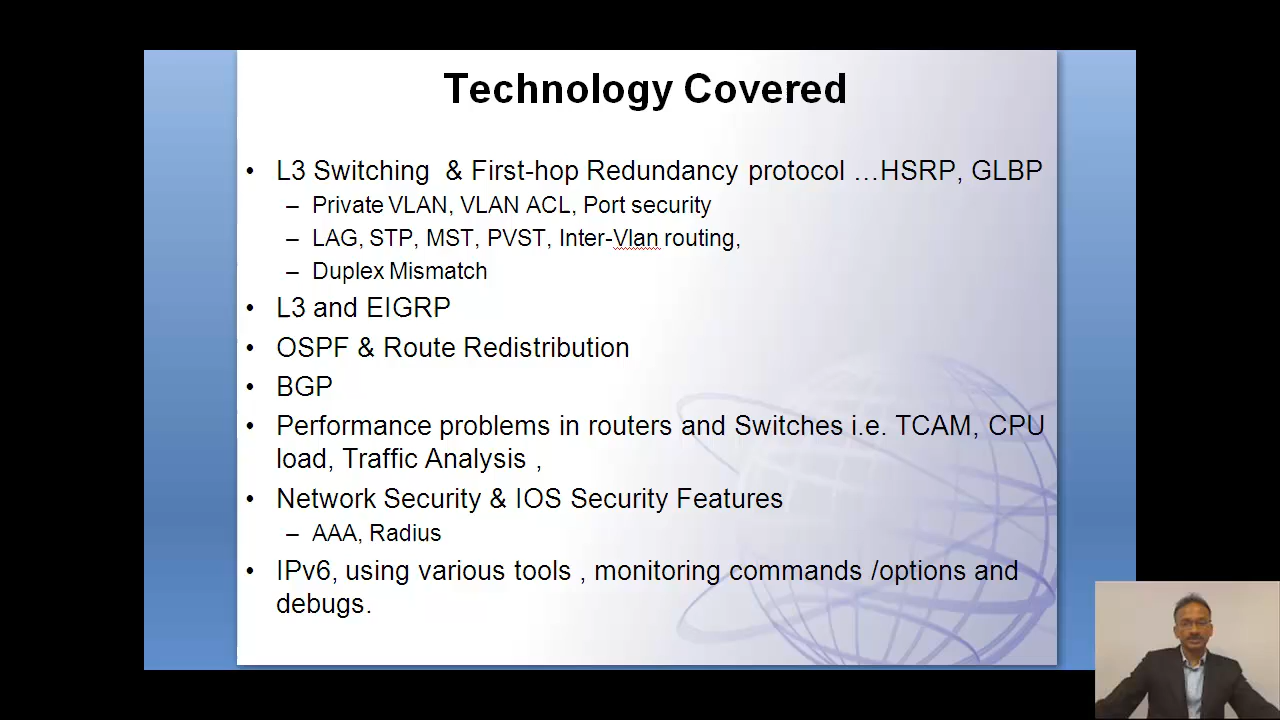 Technology Covered
• L3 Switching & First-hop Redundancy protocol …HSRP, GLBP
– Private VLAN, VLAN ACL, Port security
– LAG, STP, MST, PVST, Inter-Vlan routing,
– Duplex Mismatch
• L3 and EIGRP
• OSPF & Route Redistribution
• BGP
• Performance problems in routers and Switches i.e. TCAM, CPU
load, Traffic Analysis ,
• Network Security & IOS Security Features
– AAA, Radius
• IPv6, using various tools , monitoring commands /options and
debugs.